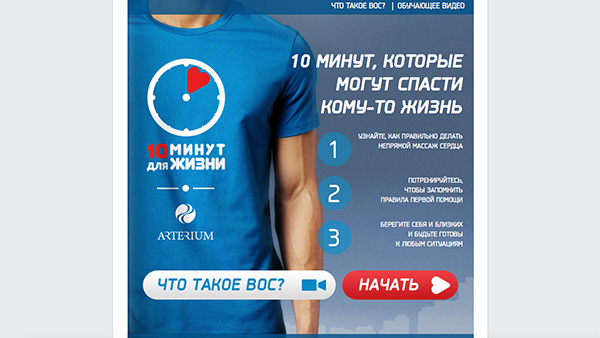 ЧТО ТАКОЕ ВОС? | ОБУЧАЮЩЕЕ ВИДЕО
10 МИНУТ, КОТОРЫЕ
МОГУТ СПАСТИ
КОМУ-ТО ЖИЗНЬ
10 МИНУТ
ДЛЯ ЖИЗНИ
ARTERIUM
1
УЗНАЙТЕ, КАК ПРАВИЛЬНО ДЕЛАТЬ
НЕПРЯМОЙ МАССАЖ СЕРДЦА
2
ПОТРЕНИРУЙТЕСЬ,
ЧТОБЫ ЗАПОМНИТЬ
ПРАВИЛА ПЕРВОЙ ПОМОЩИ
3
БЕРЕГИТЕ СЕБЯ И БЛИЗКИХ
И БУДЬТЕ ГОТОВЫ
К ЛЮБЫМ СИТУАЦИЯМ
ЧТО ТАКОЕ ВОС?
НАЧАТЬ